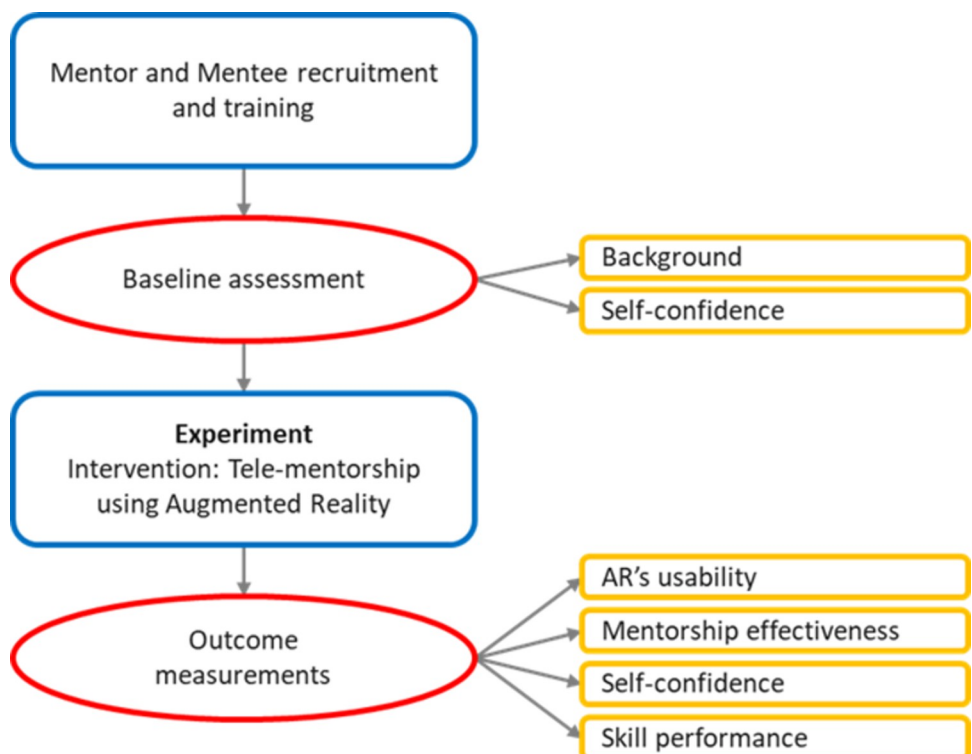 Mentor and Mentee recruitment
and training
Baseline assessment
Background
Self-confidence
Experiment
Intervention: Tele-mentorship
using Augmented Reality
Outcome
measurements
AR's usability
Mentorship effectiveness
Self-confidence
Skill performance